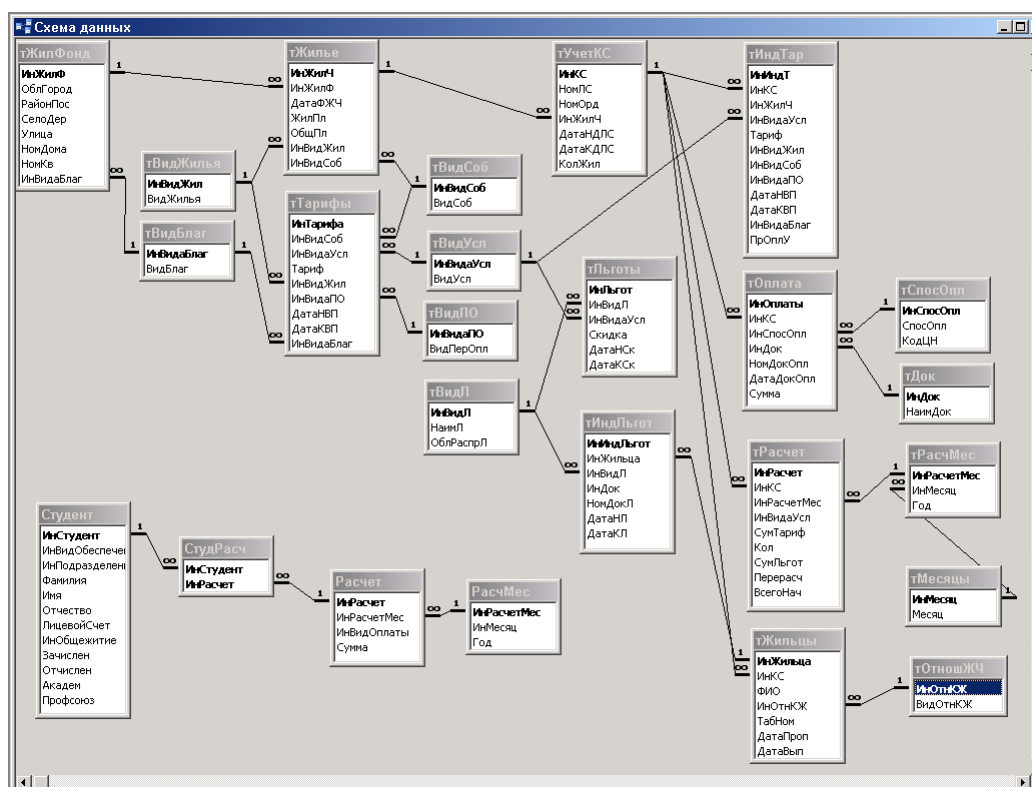 Схема данных
тЖилФонд
ИнЖилФ
ОблГород
РайонПос
СелоДер
Улица
НомДома
НомКв
ИнВидаБлаг
тЖилье
ИнЖилЧ
ИнЖилФ
ДатаФЖЧ
ЖилПл
ОбщПл
ИнВидЖил
ИнВидСоб
тУчетКС
ИнКС
НомЛС
НомОрд
ИнЖилЧ
ДатаНДЛС
ДатаКДЛС
КолЖил
тИндТар
ИнИндТ
ИнКС
ИнЖилЧ
ИнВидаУсл
Тариф
ИнВидЖил
ИнВидСоб
ИнВидаПО
ДатаНВП
ДатаКВП
ИнВидаБлаг
ПрОплУ
тВидЖилья
ИнВидЖил
ВидЖилья
тВидСоб
ИнВидСоб
ВидСоб
тВидБлаг
ИнВидаБлаг
ВидБлаг
тТарифы
ИнТарифа
ИнВидСоб
ИнВидаУсл
Тариф
ИнВидЖил
ИнВидаПО
ДатаНВП
ДатаКВП
ИнВидаБлаг
тВидУсл
ИнВидаУсл
ВидУсл
тВидПО
ИнВидаПО
ВидПерОпл
тЛьготы
ИнЛьгот
ИнВидЛ
ИнВидаУсл
Скидка
ДатаНСк
ДатаКСк
тОплата
ИнОплаты
ИнКС
ИнСпосОпл
ИнДок
НомДокОпл
ДатаДокОпл
Сумма
тСпосОпл
ИнСпосОпл
СпосОпл
КодЦН
тДок
ИнДок
НаимДок
тВидЛ
ИнВидЛ
НаимЛ
ОблРаспрЛ
тИндЛьгот
ИнИндЛьгот
ИнЖильца
ИнВидЛ
ИнДок
НомДокЛ
ДатаНЛ
ДатаКЛ
тРасчет
ИнРасчет
ИнКС
ИнРасчетМес
ИнВидаУсл
СумТариф
Кол
СумЛьгот
Перерасч
ВсегоНач
тРасчМес
ИнРасчетМес
ИнМесяц
Год
тМесяцы
ИнМесяц
Месяц
Студент
ИнСтудент
ИнВидОбеспечен
ИнПодразделен
Фамилия
Имя
Отчество
ЛицевойСчет
ИнОбщежитие
Зачислен
Отчислен
Академ
Профсоюз
СтудРасч
ИнСтудент
ИнРасчет
Расчет
ИнРасчет
ИнРасчетМес
ИнВидОплаты
Сумма
РасчМес
ИнРасчетМес
ИнМесяц
Год
тЖильцы
ИнЖильца
ИнКС
ФИО
ИнОтнКЖ
ТабНом
ДатаПроп
ДатаВып
тОтношЖЧ
ИнОтнКЖ
ВидОтнКЖ